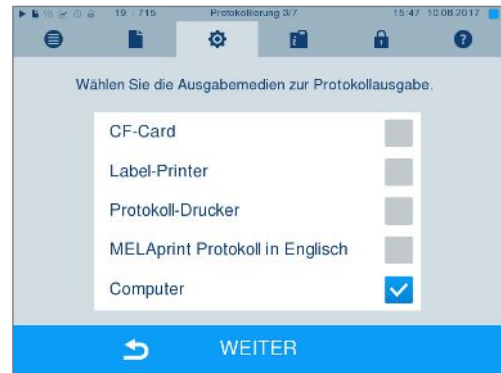 19 : 715 Protokollierung 3/7 15:47 10.08.2017
Wählen Sie die Ausgabemedien zur Protokollausgabe.
CF-Card
Label-Printer
Protokoll-Drucker
MELAprint Protokoll in Englisch
Computer
WEITER